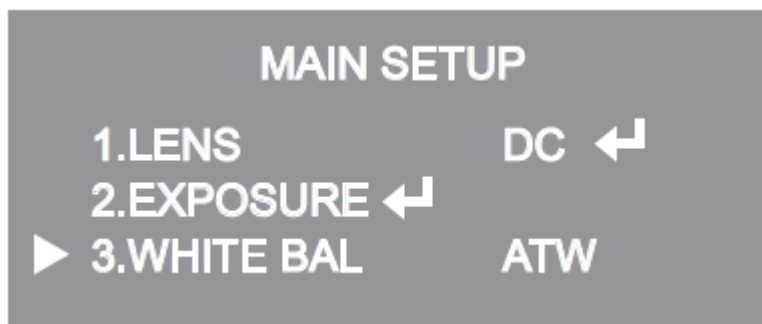 MAIN SETUP
1.LENS DC ↵
2.EXPOSURE ↵
▶ 3.WHITE BAL ATW